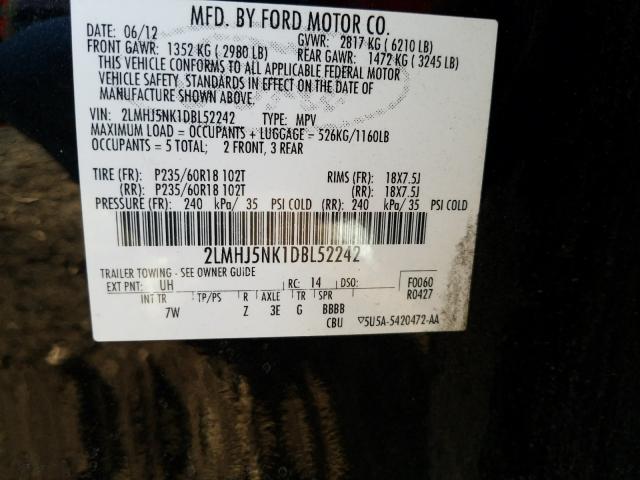 MFD. BY FORD MOTOR CO.
DATE: 06/12 GVWR: 2817 KG ( 6210 LB)
FRONT GAWR: 1352 KG ( 2980 LB) REAR GAWR: 1472 KG ( 3245 LB)
THIS VEHICLE CONFORMS TO ALL APPLICABLE FEDERAL MOTOR
VEHICLE SAFETY STANDARDS IN EFFECT ON THE DATE OF
MANUFACTURE SHOWN ABOVE.
VIN: 2LMHJ5NK1DBL52242 TYPE: MPV
MAXIMUM LOAD = OCCUPANTS + LUGGAGE = 526KG/1160LB
OCCUPANTS = 5 TOTAL; 2 FRONT, 3 REAR
TIRE (FR): P235/60R18 102T RIMS (FR): 18X7.5J
(RR): P235/60R18 102T (RR): 18X7.5J
PRESSURE (FR): 240 kPa/ 35 PSI COLD (RR): 240 kPa/ 35 PSI COLD
2LMHJ5NK1DBL52242
TRAILER TOWING - SEE OWNER GUIDE
EXT PNT: UH RC: 14 DSO: F0060
INT TR TP/PS R AXLE TR SPR R0427
7W Z 3E G BBBB
CBU ▽5U5A-5420472-AA